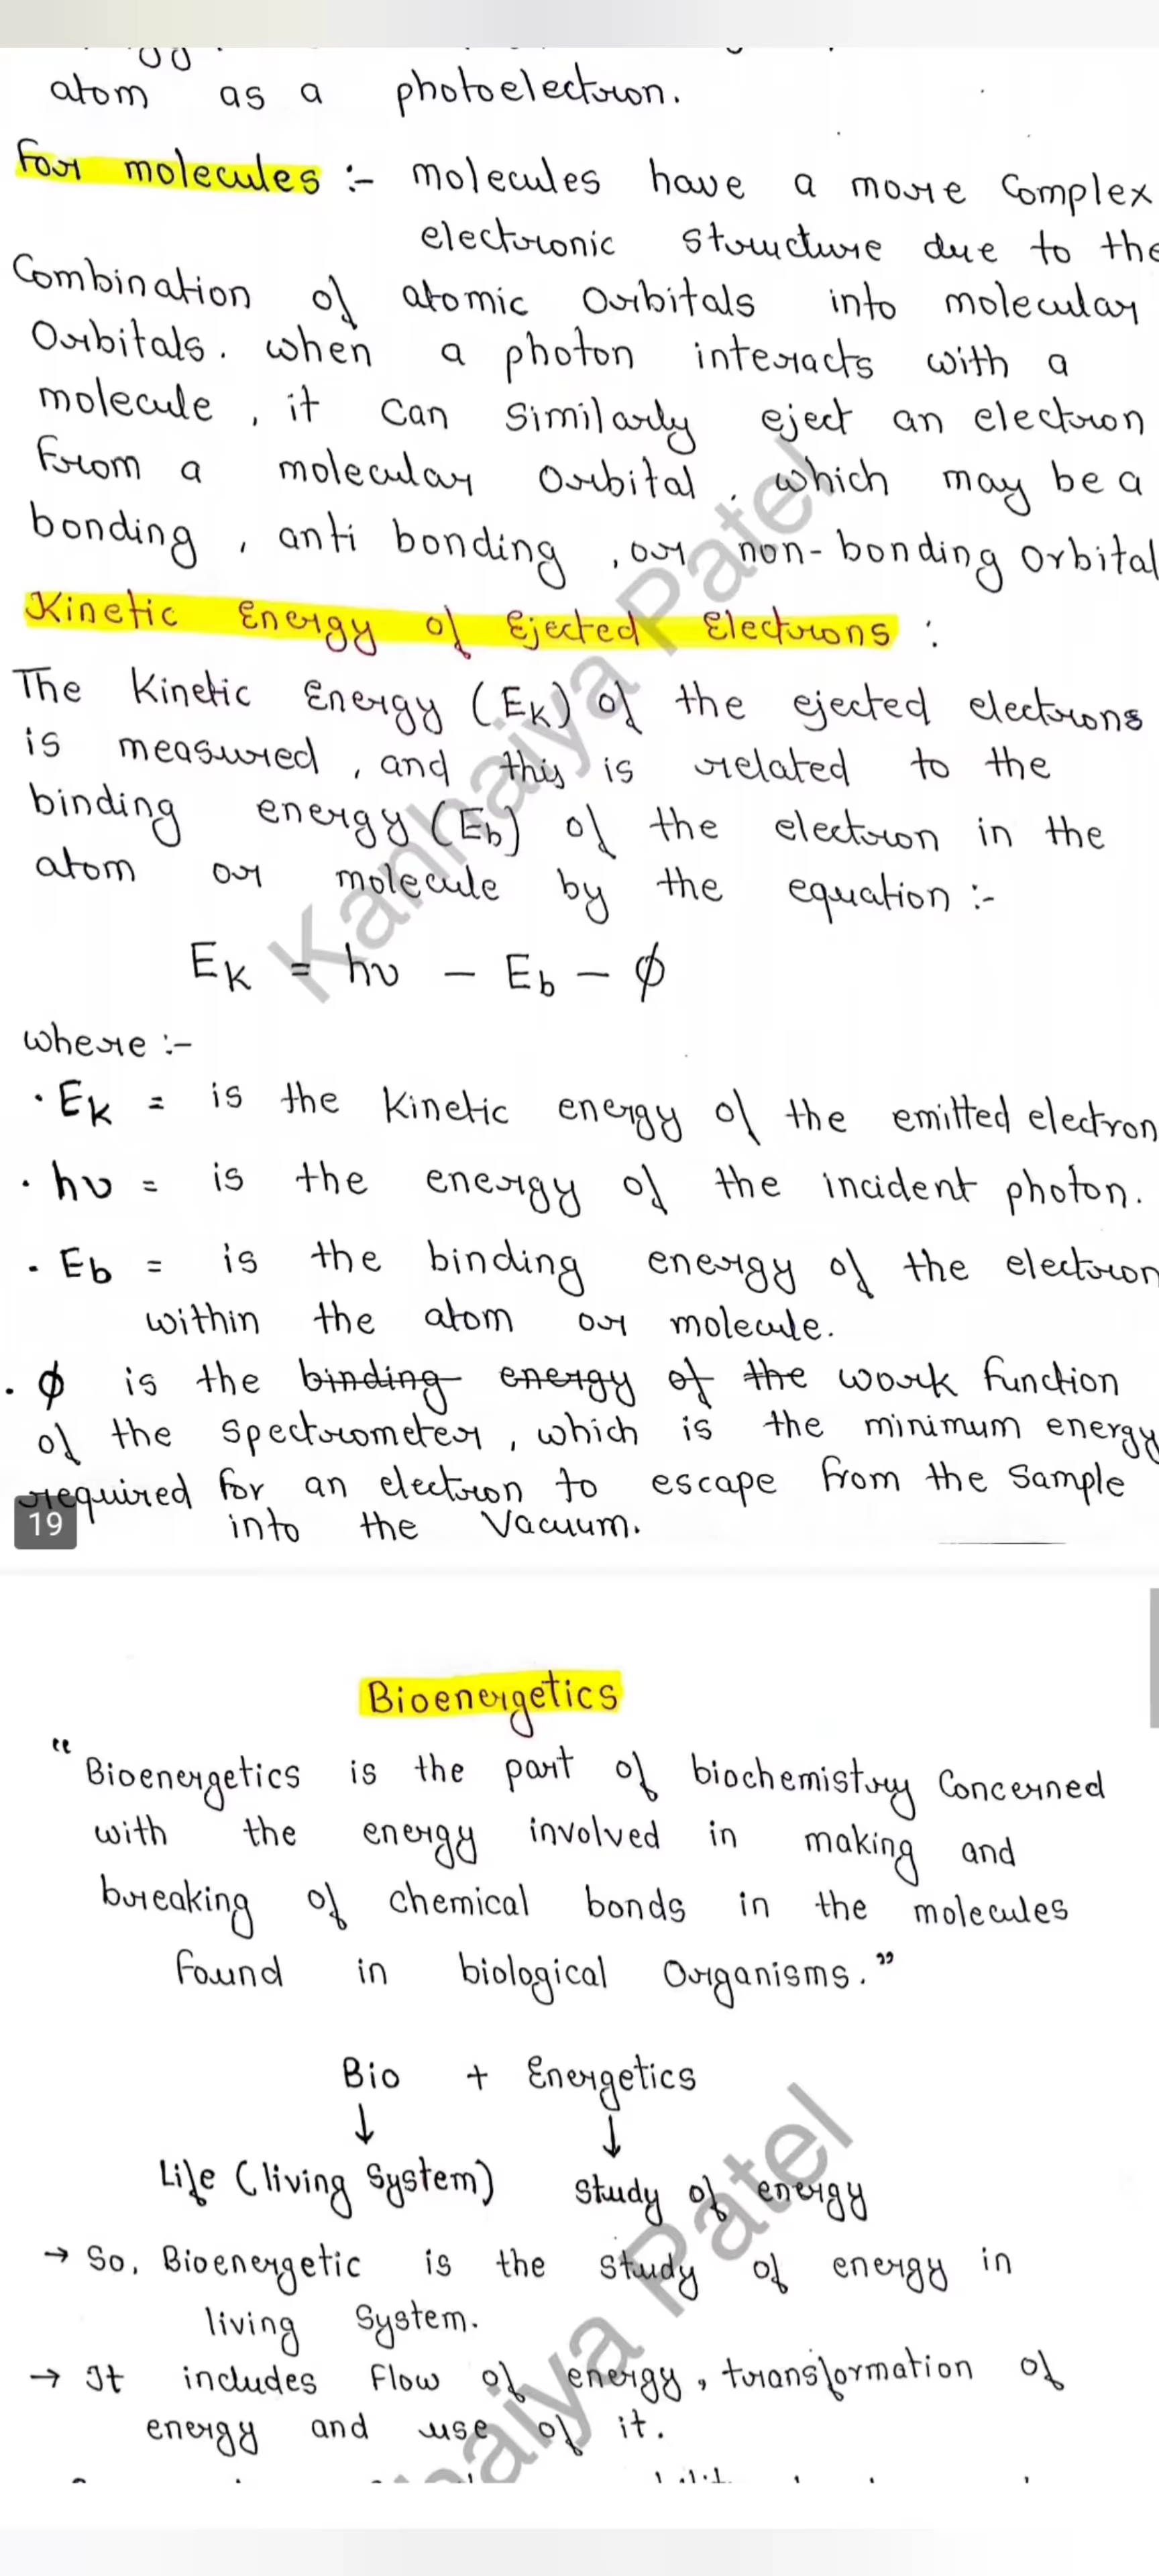 atom as a photoelectron.
For molecules :- molecules have a more Complex
electronic structure due to the
Combination of atomic Orbitals into molecular
Orbitals. when a photon interacts with a
molecule, it can similarly eject an electron
from a molecular orbital. which may be a
bonding, anti bonding, or non-bonding orbital
Kinetic Energy of Ejected Electrons :
The Kinetic Energy (EK) of the ejected electrons
is measured, and this is related to the
binding energy (Eb) of the electron in the
atom or molecule by the equation :-
EK = hν - Eb - ϕ
where :-
• EK = is the Kinetic energy of the emitted electron
• hν = is the energy of the incident photon.
• Eb = is the binding energy of the electron
within the atom or molecule.
• ϕ is the binding energy of the work function
of the spectrometer, which is the minimum energy
required for an electron to escape from the sample
19
into the Vacuum.
Bioenergetics
"Bioenergetics is the part of biochemistry Concerned
with the energy involved in making and
breaking of chemical bonds in the molecules
found in biological Organisms."
Bio + Energetics
↓ ↓
Life (living System) Study of energy
→ So, Bioenergetic is the study of energy in
living System.
→ It includes flow of energy, transformation of
energy and use of it.
Kanhaiya Patel
haiya Patel